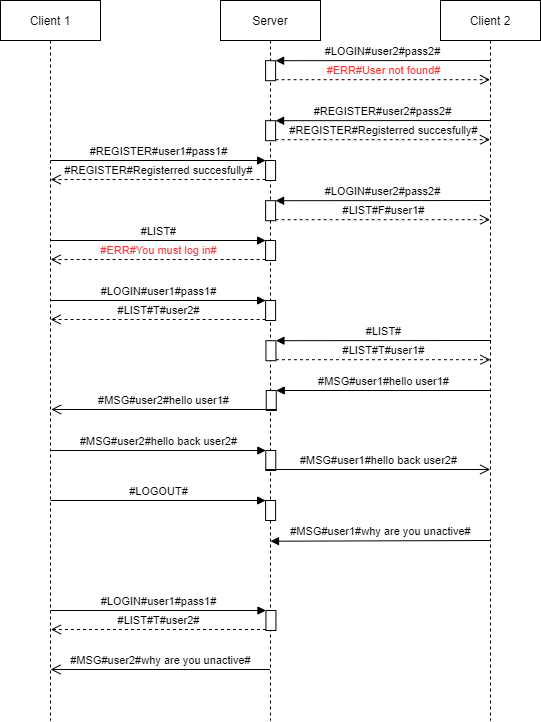 Client 1
Server
Client 2
#LOGIN#user2#pass2#
#ERR#User not found#
#REGISTER#user2#pass2#
#REGISTER#Registerred succesfully#
#REGISTER#user1#pass1#
#REGISTER#Registerred succesfully#
#LOGIN#user2#pass2#
#LIST#F#user1#
#LIST#
#ERR#You must log in#
#LOGIN#user1#pass1#
#LIST#T#user2#
#LIST#
#LIST#T#user1#
#MSG#user1#hello user1#
#MSG#user2#hello user1#
#MSG#user2#hello back user2#
#MSG#user1#hello back user2#
#LOGOUT#
#MSG#user1#why are you unactive#
#LOGIN#user1#pass1#
#LIST#T#user2#
#MSG#user2#why are you unactive#